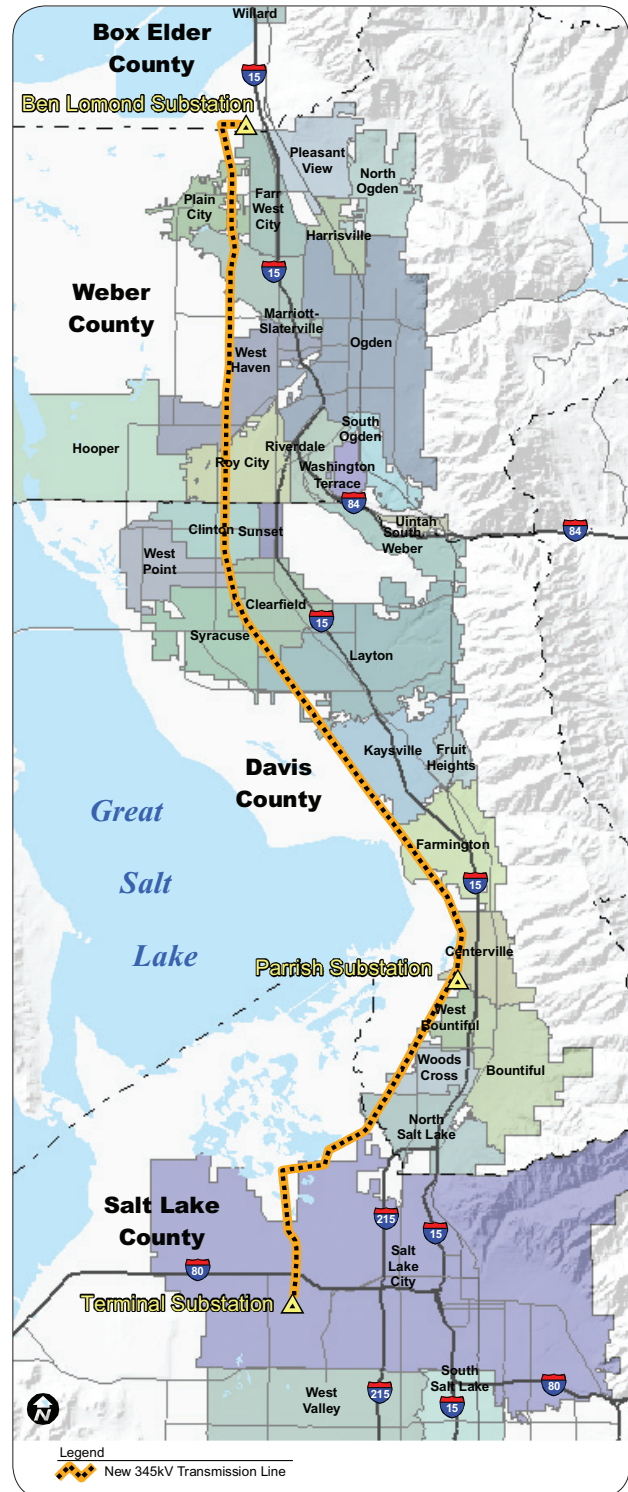 Willard
Box Elder
County
15
Ben Lomond Substation
Pleasant
View
North
Ogden
Plain
City
Farr
West
City
Harrisville
15
Weber
County
Marriott-
Slaterville
Ogden
West
Haven
South
Ogden
Hooper
Roy City
Riverdale
Washington
Terrace
84
Uintah
South
Weber
84
Clinton
Sunset
West
Point
Clearfield
15
Syracuse
Layton
Kaysville
Fruit
Heights
Davis
County
Great
Salt
Lake
Farmington
15
Centerville
Parrish Substation
West
Bountiful
Woods
Cross
Bountiful
North
Salt Lake
Salt Lake
County
215
15
Salt
Lake
City
80
Terminal Substation
South
Salt Lake
80
West
Valley
215
15
N
Legend
New 345kV Transmission Line